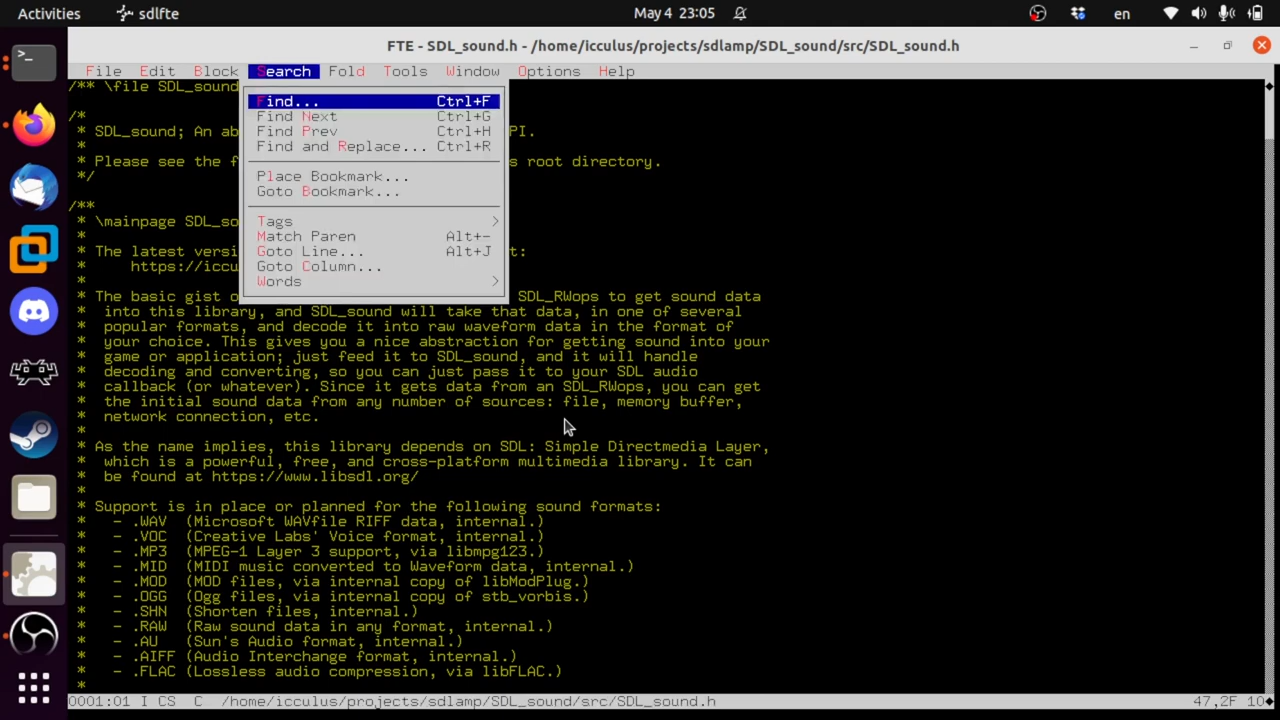 Activities
sdlfte
May 4 23:05
en
FTE - SDL_sound.h - /home/icculus/projects/sdlamp/SDL_sound/src/SDL_sound.h
File Edit Block Search Fold Tools Window Options Help
/** \file SDL_sound
/*
* SDL_sound; An ab PI.
*
* Please see the f s root directory.
*/
/**
* \mainpage SDL_so
*
* The latest versi t:
* https://iccu
*
* The basic gist o SDL_RWops to get sound data
* into this library, and SDL_sound will take that data, in one of several
* popular formats, and decode it into raw waveform data in the format of
* your choice. This gives you a nice abstraction for getting sound into your
* game or application; just feed it to SDL_sound, and it will handle
* decoding and converting, so you can just pass it to your SDL audio
* callback (or whatever). Since it gets data from an SDL_RWops, you can get
* the initial sound data from any number of sources: file, memory buffer,
* network connection, etc.
*
* As the name implies, this library depends on SDL: Simple Directmedia Layer,
* which is a powerful, free, and cross-platform multimedia library. It can
* be found at https://www.libsdl.org/
*
* Support is in place or planned for the following sound formats:
* - .WAV (Microsoft WAVfile RIFF data, internal.)
* - .VOC (Creative Labs' Voice format, internal.)
* - .MP3 (MPEG-1 Layer 3 support, via libmpg123.)
* - .MID (MIDI music converted to Waveform data, internal.)
* - .MOD (MOD files, via internal copy of libModPlug.)
* - .OGG (Ogg files, via internal copy of stb_vorbis.)
* - .SHN (Shorten files, internal.)
* - .RAW (Raw sound data in any format, internal.)
* - .AU (Sun's Audio format, internal.)
* - .AIFF (Audio Interchange format, internal.)
* - .FLAC (Lossless audio compression, via libFLAC.)
*
Find... Ctrl+F
Find Next Ctrl+G
Find Prev Ctrl+H
Find and Replace... Ctrl+R
Place Bookmark...
Goto Bookmark...
Tags >
Match Paren Alt+-
Goto Line... Alt+J
Goto Column...
Words >
0001:01 I CS C /home/icculus/projects/sdlamp/SDL_sound/src/SDL_sound.h 47,2F 10